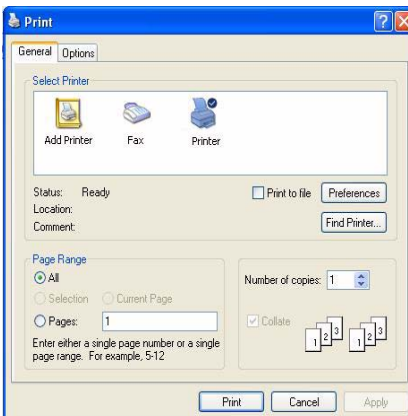 Print
General Options
Select Printer
Add Printer Fax Printer
Status: Ready
Print to file Preferences
Location:
Comment:
Find Printer...
Page Range
All
Selection Current Page
Pages: 1
Enter either a single page number or a single
page range. For example, 5-12
Number of copies: 1
Collate
1 2 3 1 2 3
Print Cancel Apply